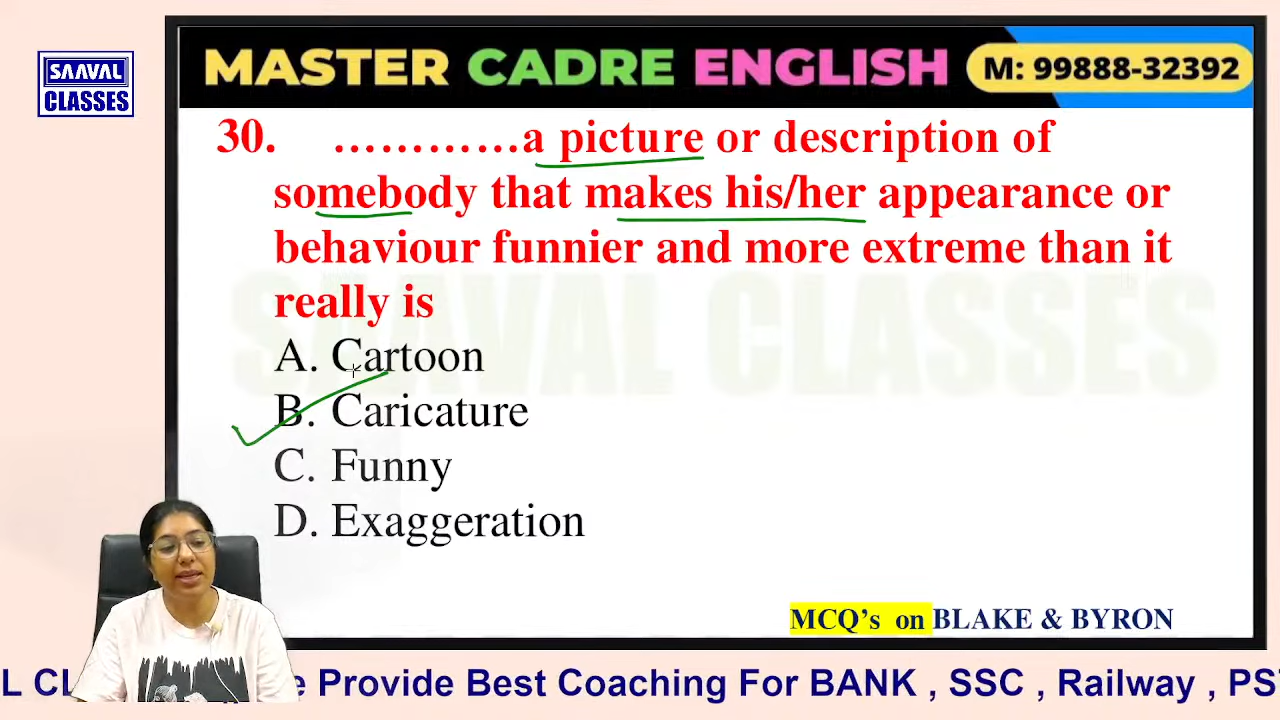 SAAVAL
CLASSES
MASTER CADRE ENGLISH
M: 99888-32392
30. …………a picture or description of
somebody that makes his/her appearance or
behaviour funnier and more extreme than it
really is
A. Cartoon
B. Caricature
C. Funny
D. Exaggeration
SAAVAL CLASSES
MCQ's on BLAKE & BYRON
Provide Best Coaching For BANK , SSC , Railway ,